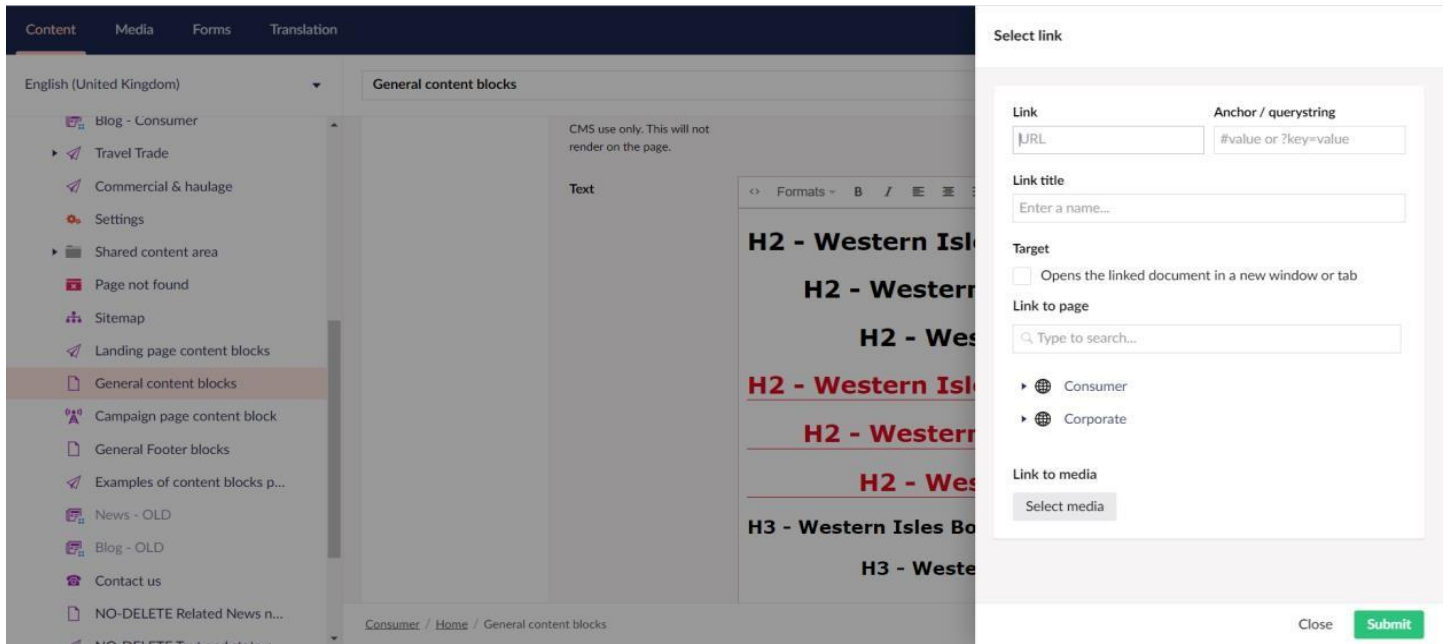 Content Media Forms Translation
English (United Kingdom)
Blog - Consumer
Travel Trade
Commercial & haulage
Settings
Shared content area
Page not found
Sitemap
Landing page content blocks
General content blocks
Campaign page content block
General Footer blocks
Examples of content blocks p...
News - OLD
Blog - OLD
Contact us
NO-DELETE Related News n...
General content blocks
CMS use only. This will not
render on the page.
Text
Formats B I
H2 - Western Isl
H2 - Western
H2 - Wes
H2 - Western Isl
H2 - Western
H2 - Wes
H3 - Western Isles Bo
H3 - Weste
Consumer / Home / General content blocks
Select link
Link Anchor / querystring
URL #value or ?key=value
Link title
Enter a name...
Target
Opens the linked document in a new window or tab
Link to page
Type to search...
Consumer
Corporate
Link to media
Select media
Close Submit